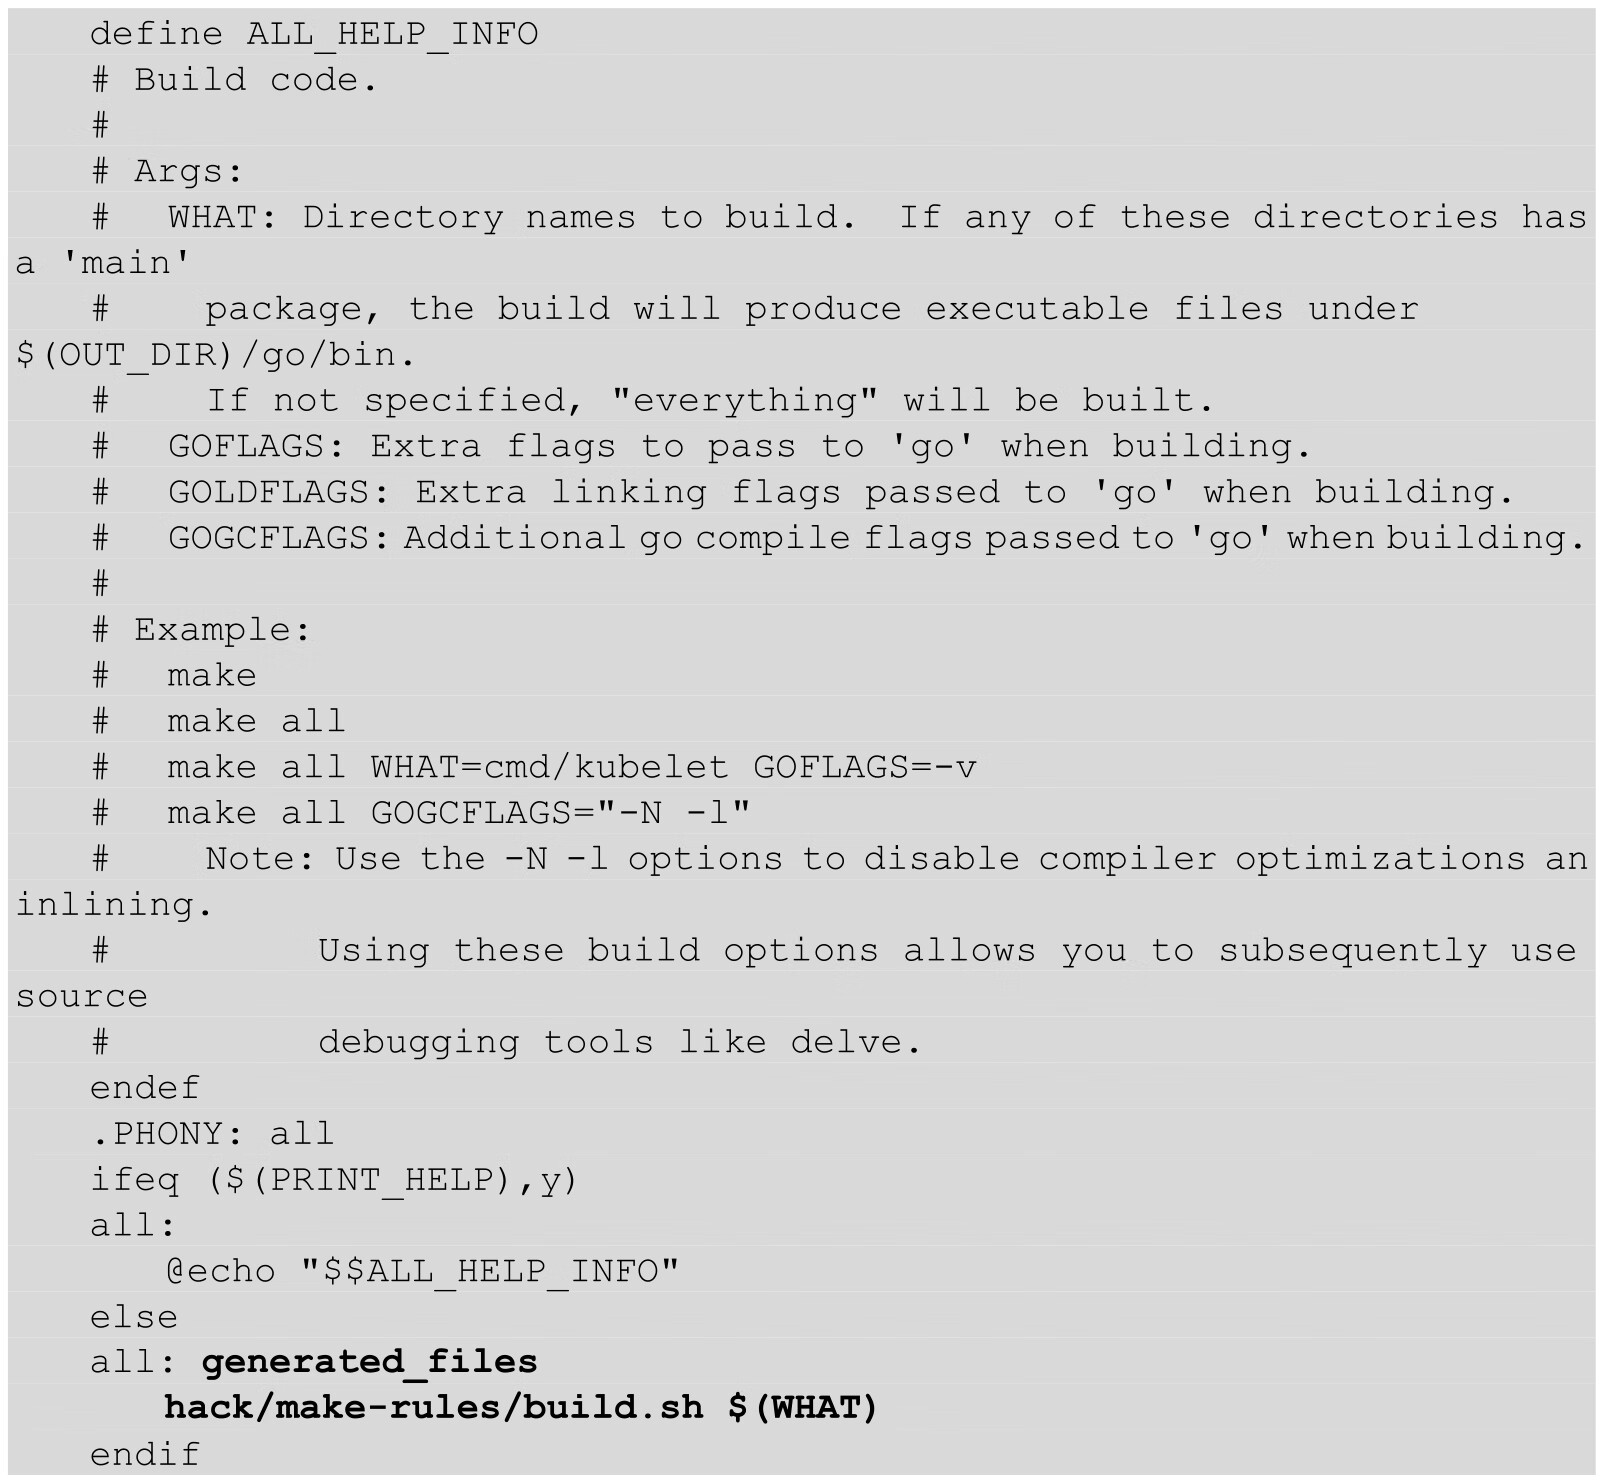 define ALL_HELP_INFO
# Build code.
#
# Args:
#   WHAT: Directory names to build.  If any of these directories has
a 'main'
#     package, the build will produce executable files under
$(OUT_DIR)/go/bin.
#     If not specified, "everything" will be built.
#   GOFLAGS: Extra flags to pass to 'go' when building.
#   GOLDFLAGS: Extra linking flags passed to 'go' when building.
#   GOGCFLAGS: Additional go compile flags passed to 'go' when building.
#
# Example:
#   make
#   make all
#   make all WHAT=cmd/kubelet GOFLAGS=-v
#   make all GOGCFLAGS="-N -l"
#     Note: Use the -N -l options to disable compiler optimizations an
inlining.
#           Using these build options allows you to subsequently use
source
#           debugging tools like delve.
endef
.PHONY: all
ifeq ($(PRINT_HELP),y)
all:
@echo "$$ALL_HELP_INFO"
else
all: generated_files
hack/make-rules/build.sh $(WHAT)
endif